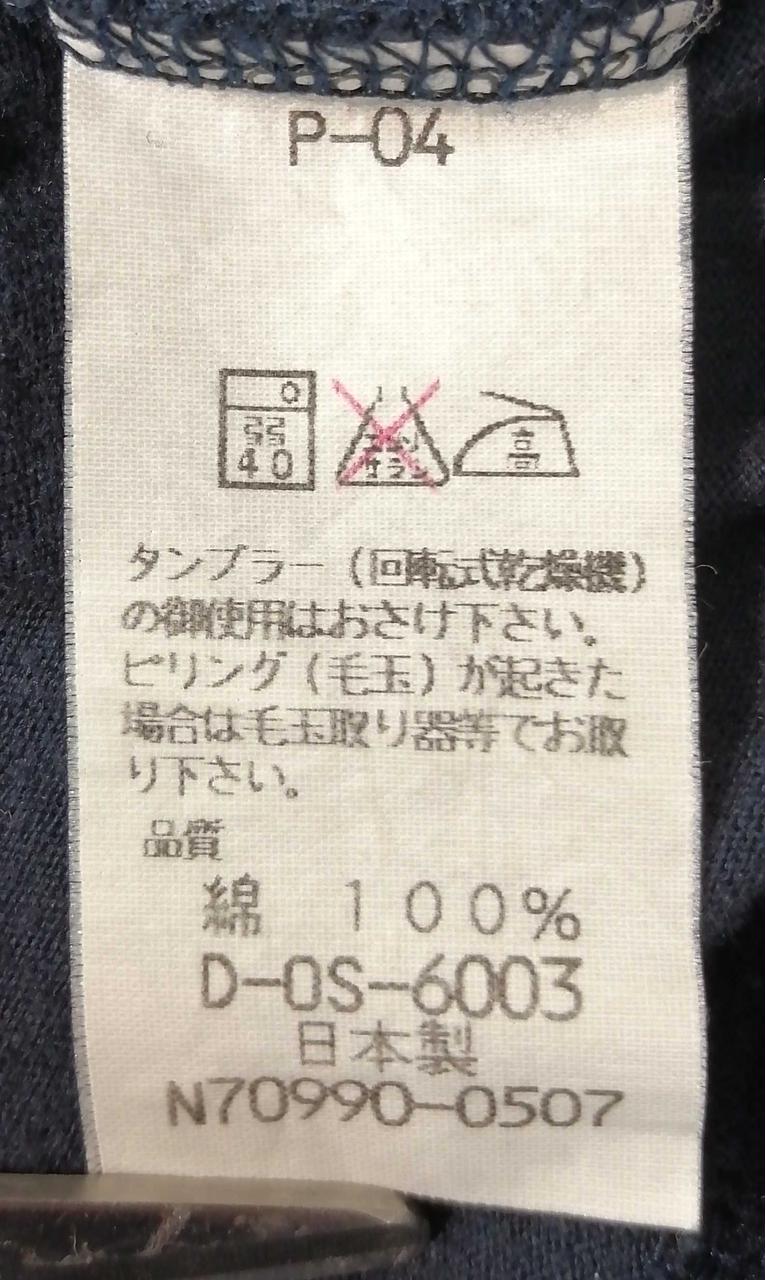 P-04
弱
40
エンソ
サラシ
高
タンブラー（回転式乾燥機）
の御使用はおさけ下さい。
ピリング（毛玉）が起きた
場合は毛玉取り器等でお取
り下さい。
品質
綿 100%
D-OS-6003
日本製
N70990-0507